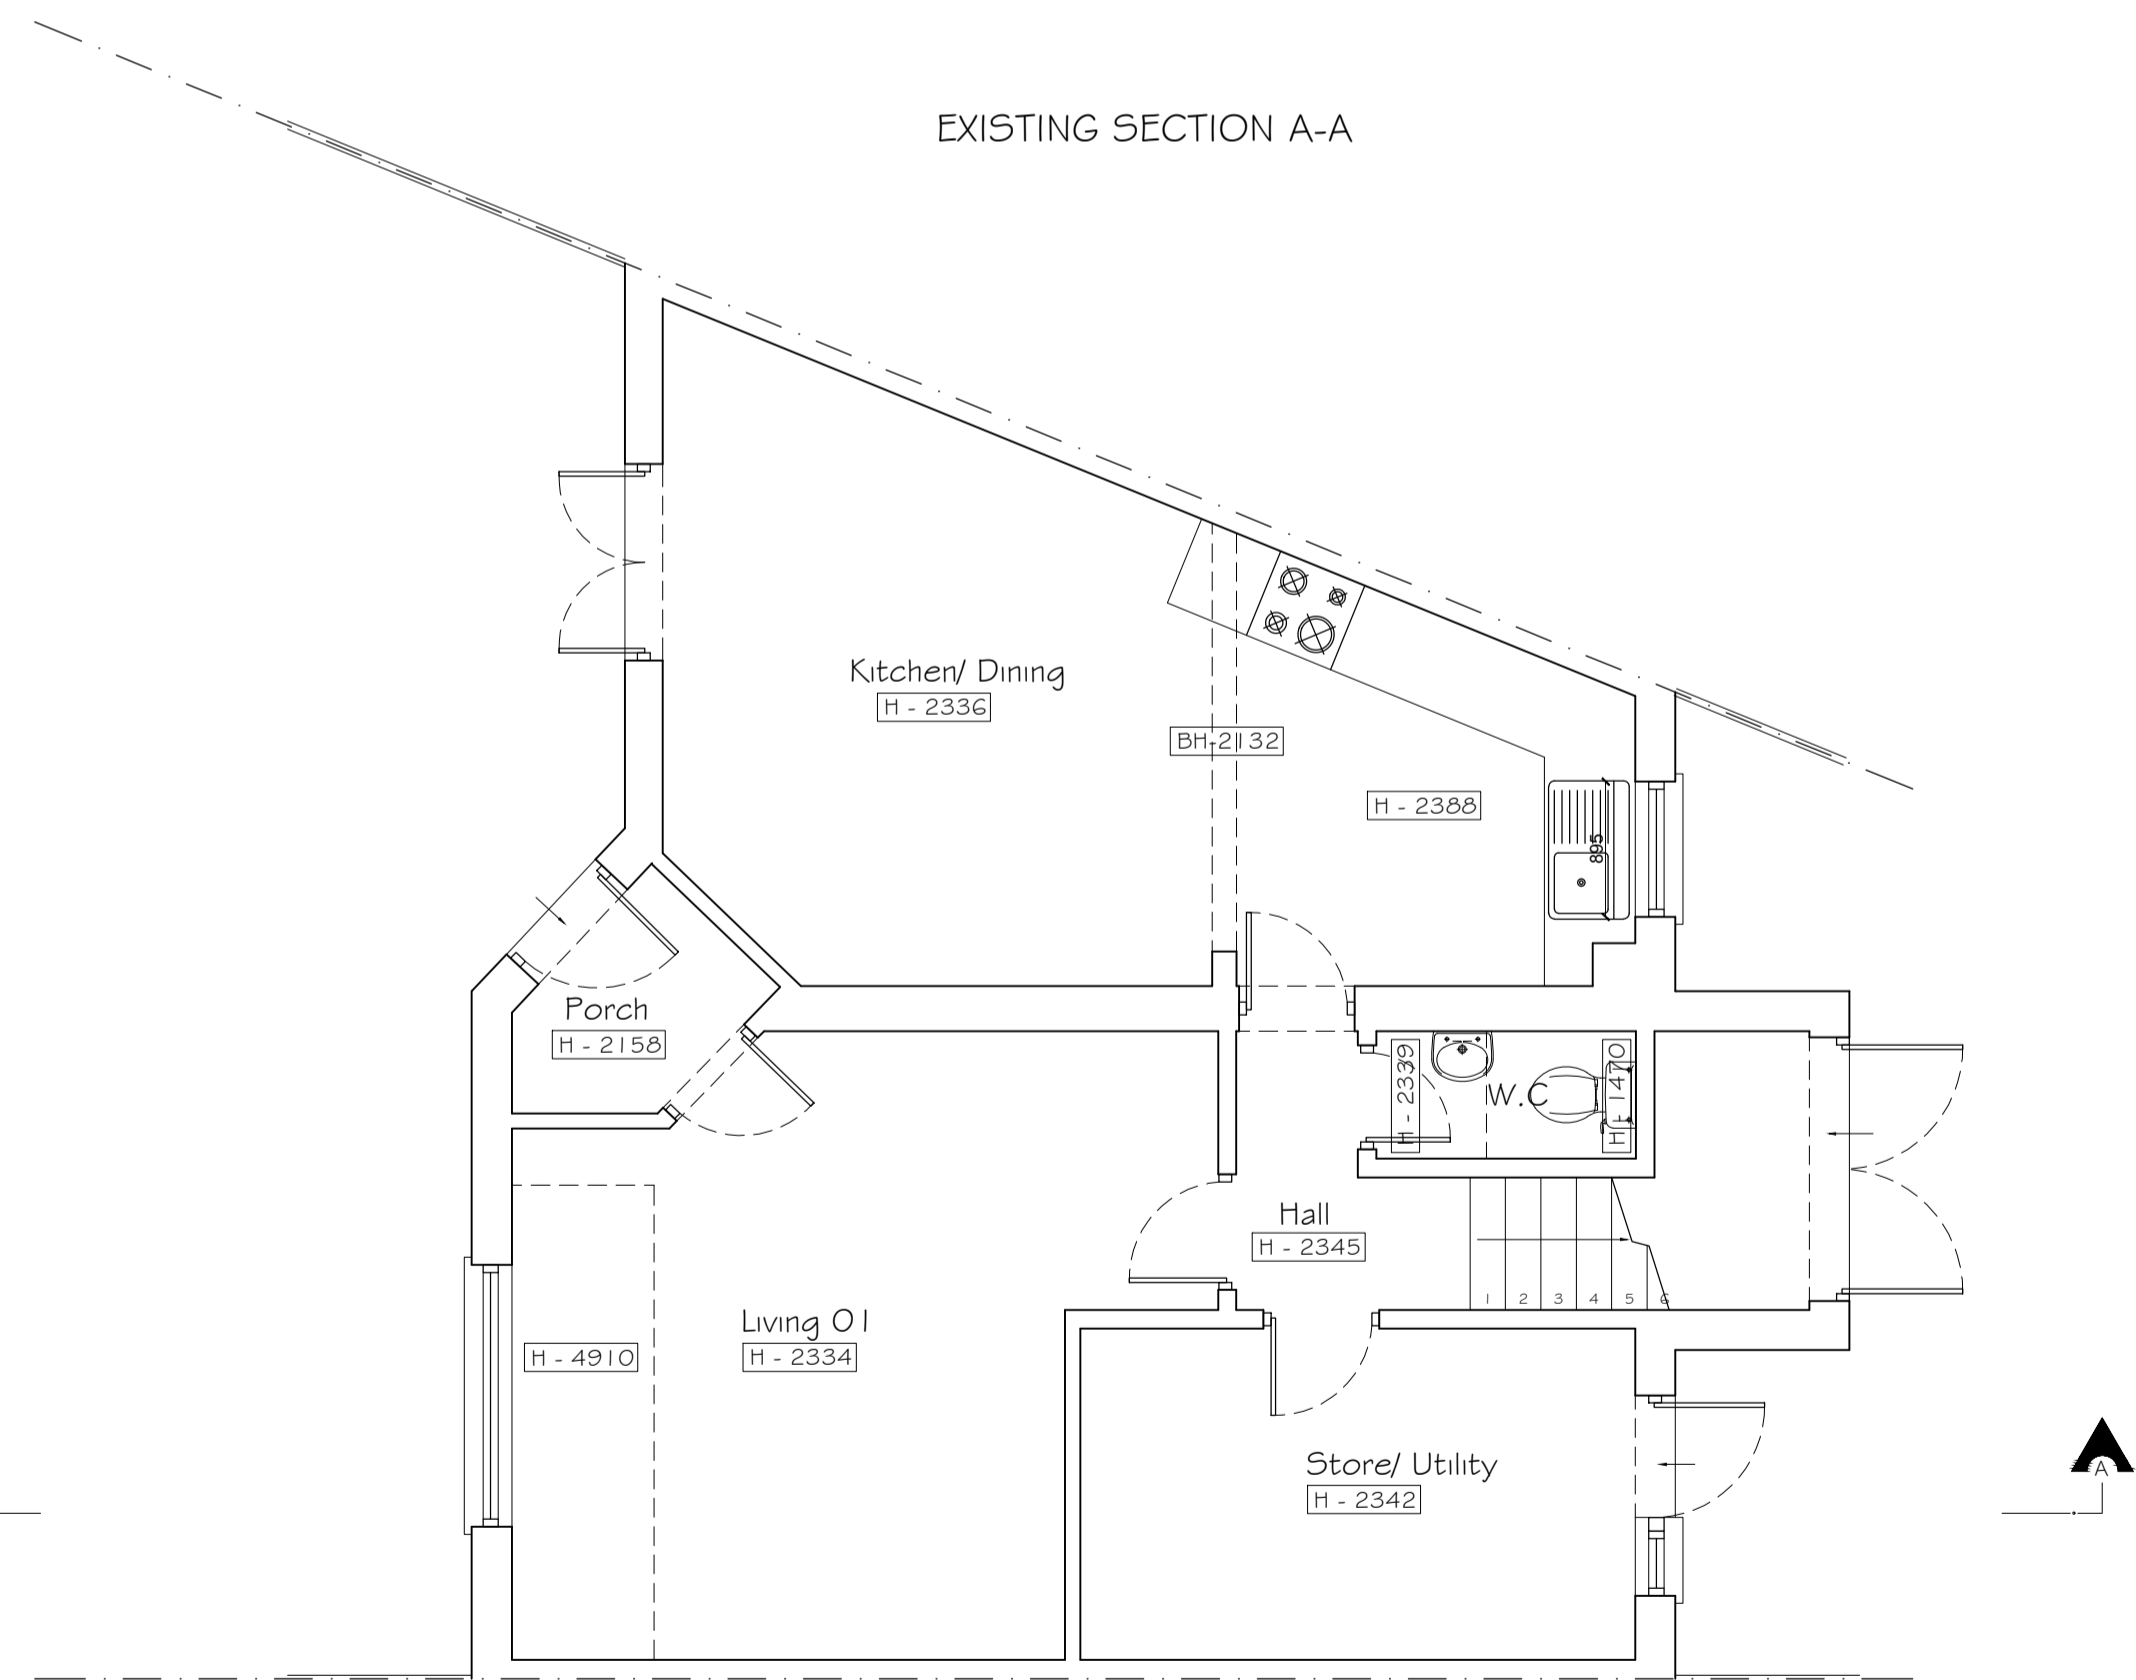 EXISTING SECTION A-A
Kitchen/ Dining
H - 2336
BH-2132
H - 2388
895
Porch
H - 2158
H - 2339
W.C
H - 1470
Hall
H - 2345
1 2 3 4 5 6
Living 01
H - 4910
H - 2334
Store/ Utility
H - 2342
A